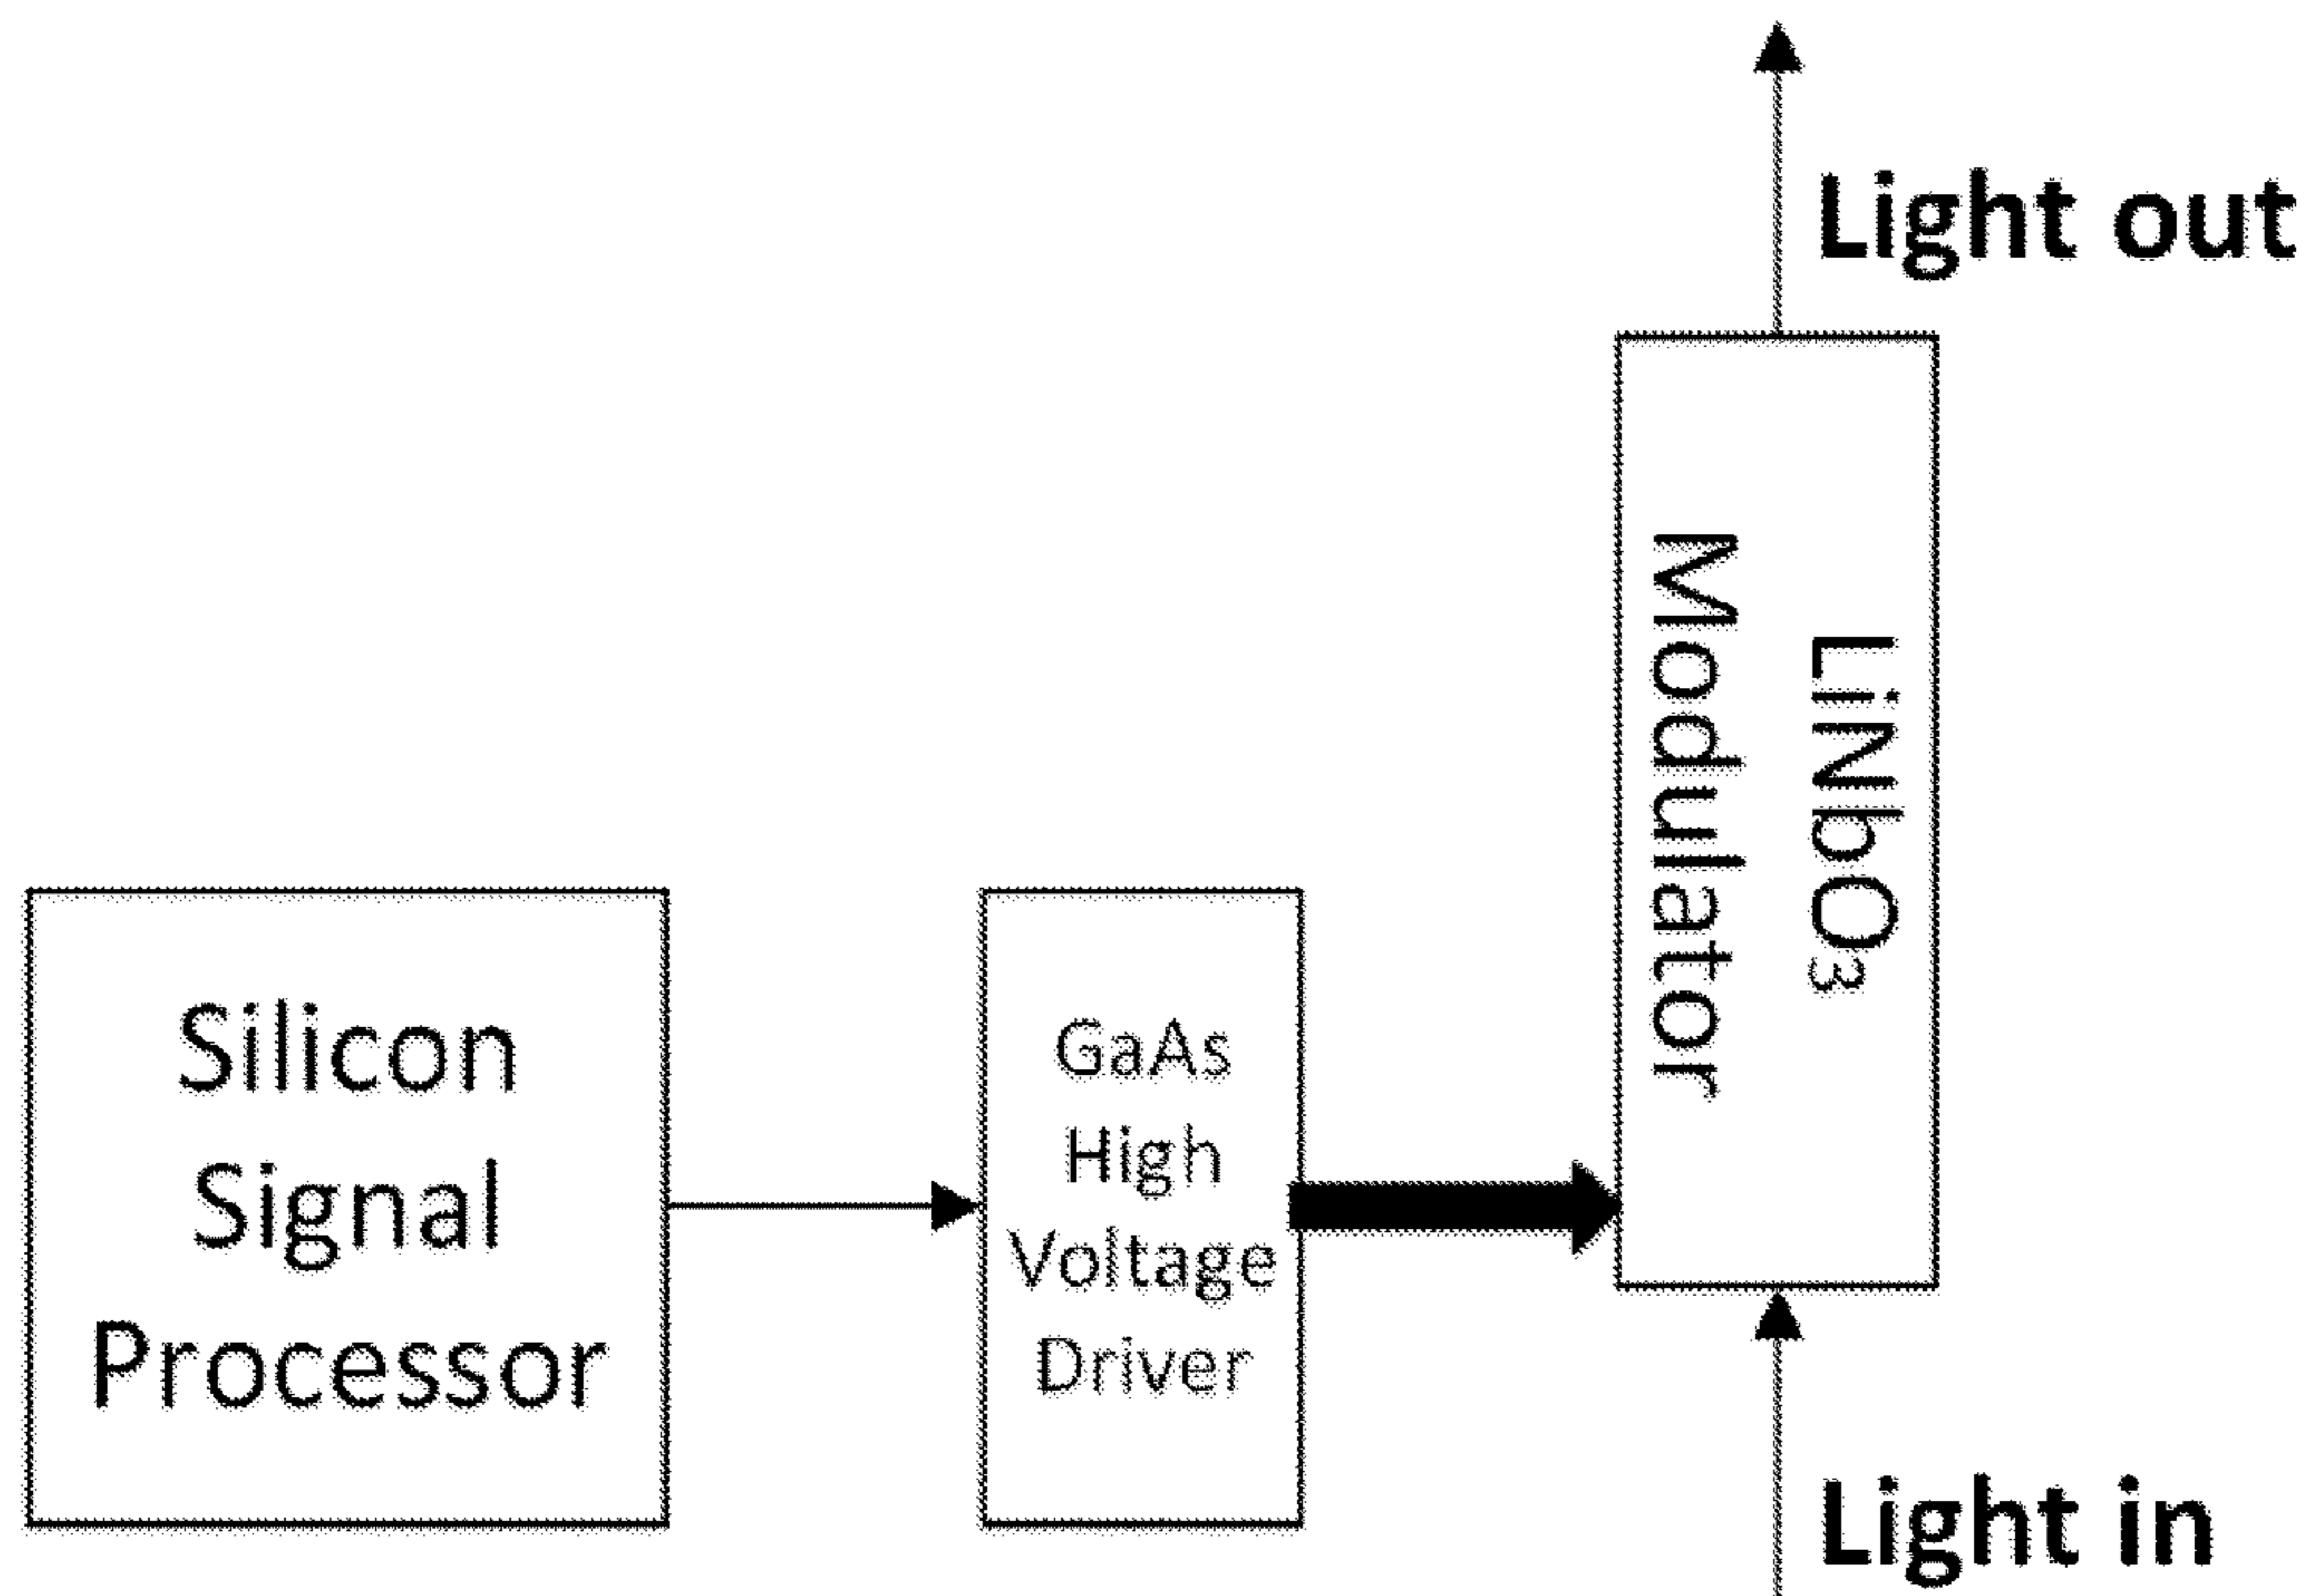 Light out
LiNbO₃
Modulator
Silicon
Signal
Processor
GaAs
High
Voltage
Driver
Light in